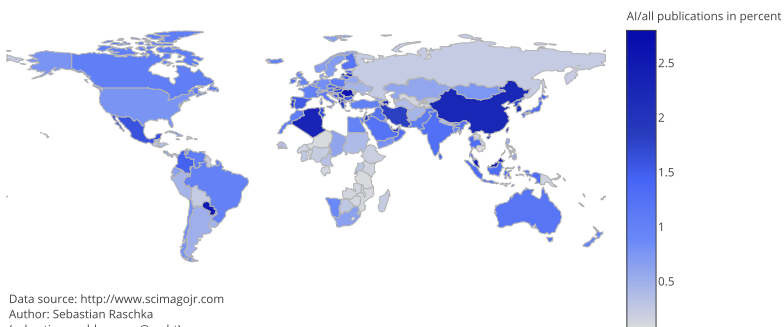 AI/all publications in percent
2.5
2
1.5
1
0.5
Data source: http://www.scimagojr.com
Author: Sebastian Raschka